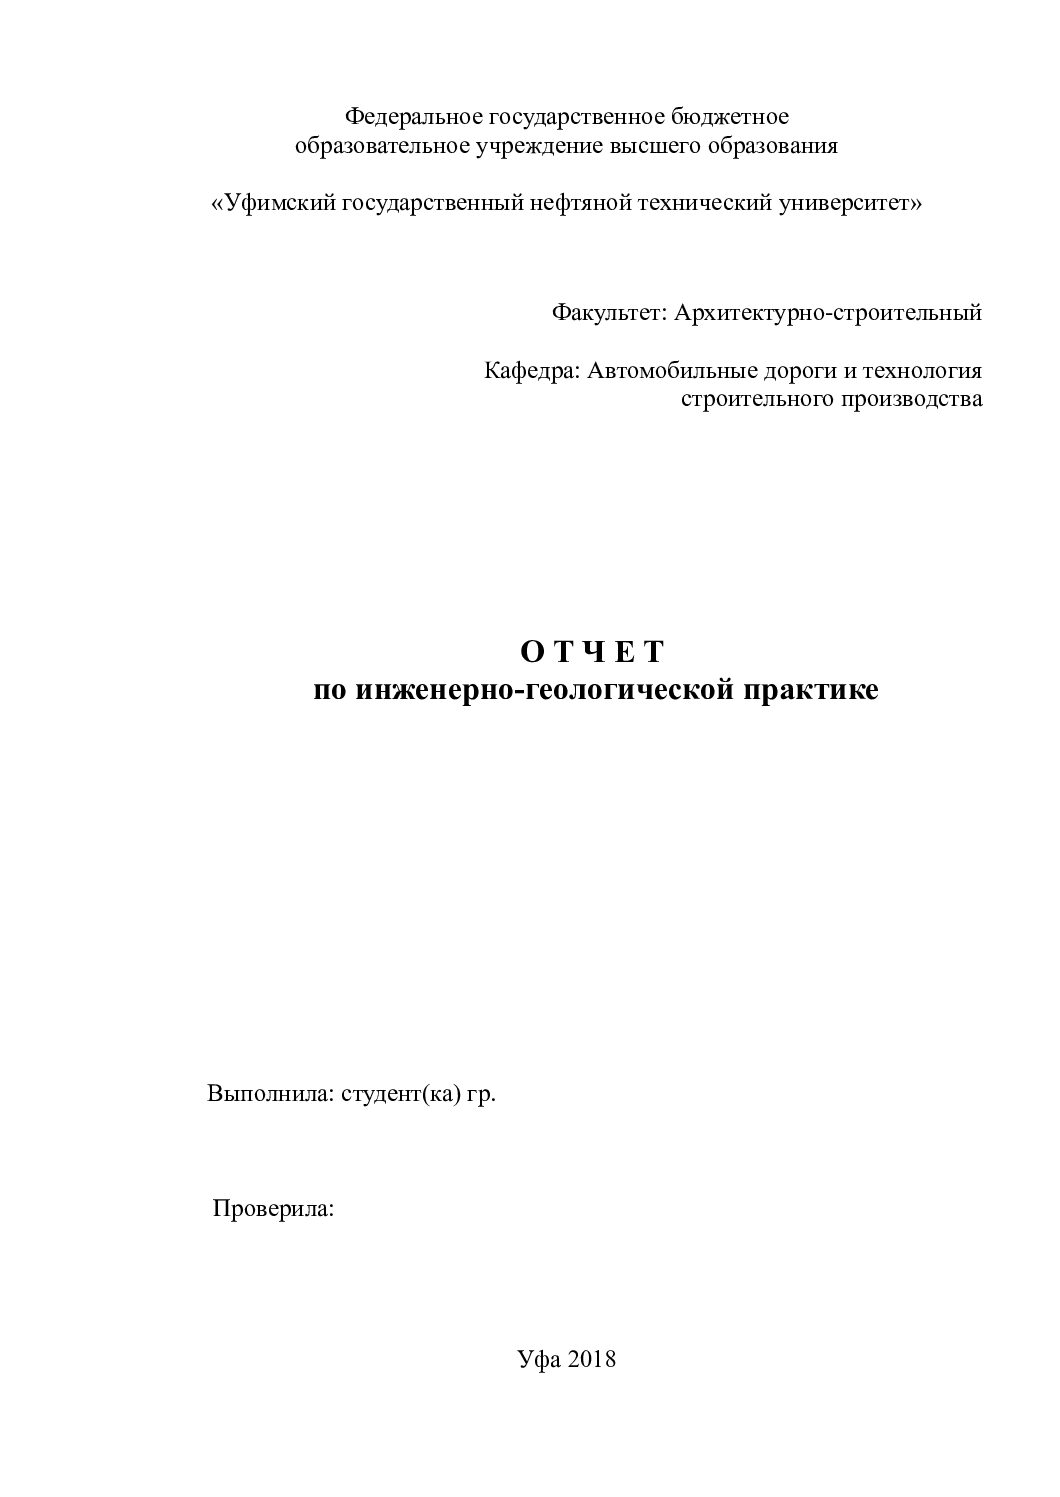 Федеральное государственное бюджетное
образовательное учреждение высшего образования
«Уфимский государственный нефтяной технический университет»
Факультет: Архитектурно-строительный
Кафедра: Автомобильные дороги и технология
строительного производства
О Т Ч Е Т
по инженерно-геологической практике
Выполнила: студент(ка) гр.
Проверила:
Уфа 2018